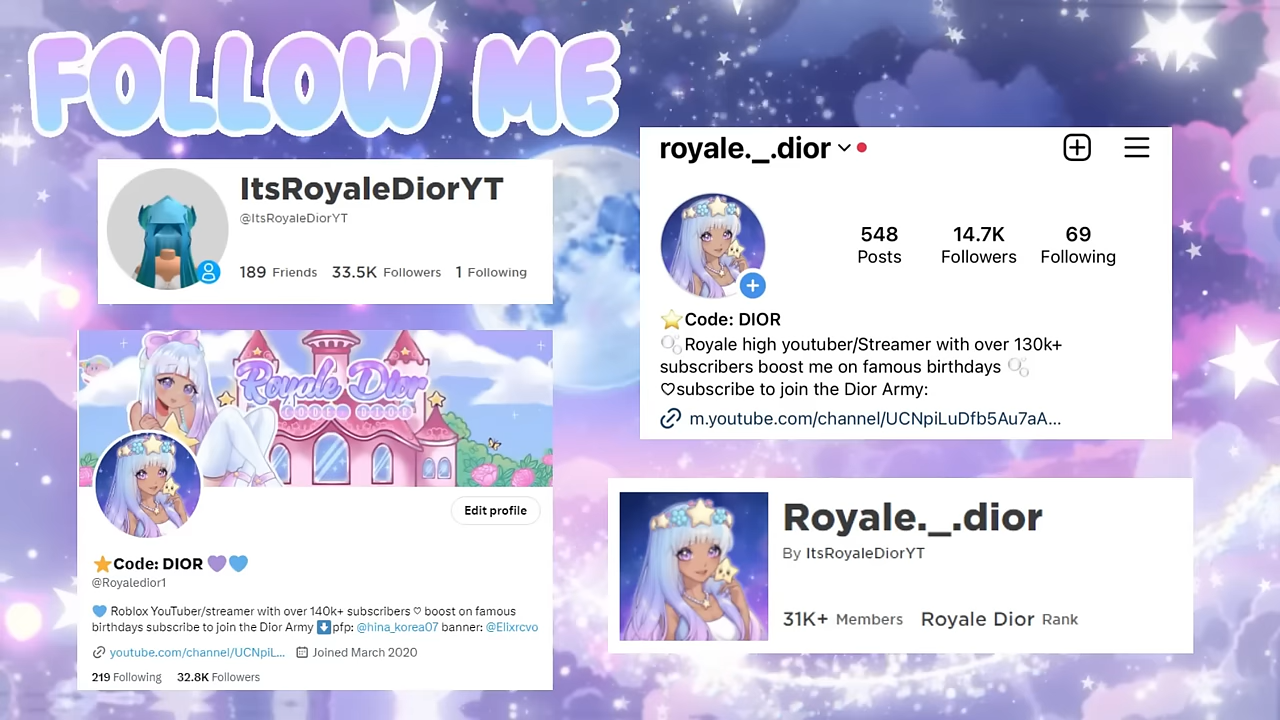 FOLLOW ME
ItsRoyaleDiorYT
@ItsRoyaleDiorYT
189 Friends 33.5K Followers 1 Following
royale._.dior
548 14.7K 69
Posts Followers Following
⭐Code: DIOR
🫧Royale high youtuber/Streamer with over 130k+
subscribers boost me on famous birthdays 🫧
♡subscribe to join the Dior Army:
m.youtube.com/channel/UCNpiLuDfb5Au7aA...
Royale Dior
CODE: DIOR
Edit profile
⭐Code: DIOR 💜💙
@Royaledior1
💙 Roblox YouTuber/streamer with over 140k+ subscribers ♡ boost on famous
birthdays subscribe to join the Dior Army ⬇️pfp: @hina_korea07 banner: @Elixrcvo
youtube.com/channel/UCNpiL... Joined March 2020
219 Following 32.8K Followers
Royale._.dior
By ItsRoyaleDiorYT
31K+ Members Royale Dior Rank